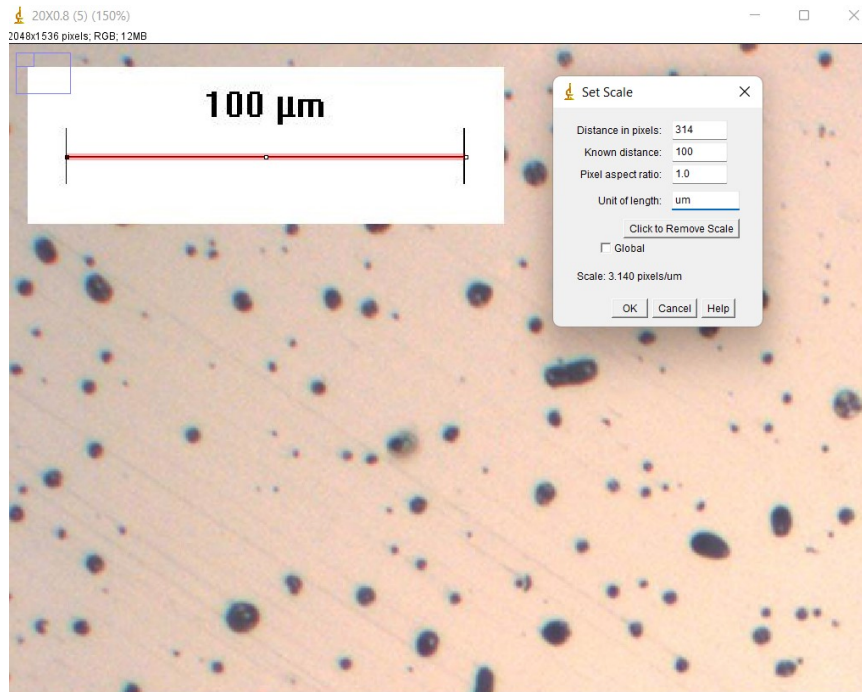 20X0.8 (5) (150%)
2048x1536 pixels; RGB; 12MB
100 µm
Set Scale
Distance in pixels: 314
Known distance: 100
Pixel aspect ratio: 1.0
Unit of length: um
Click to Remove Scale
Global
Scale: 3.140 pixels/um
OK Cancel Help